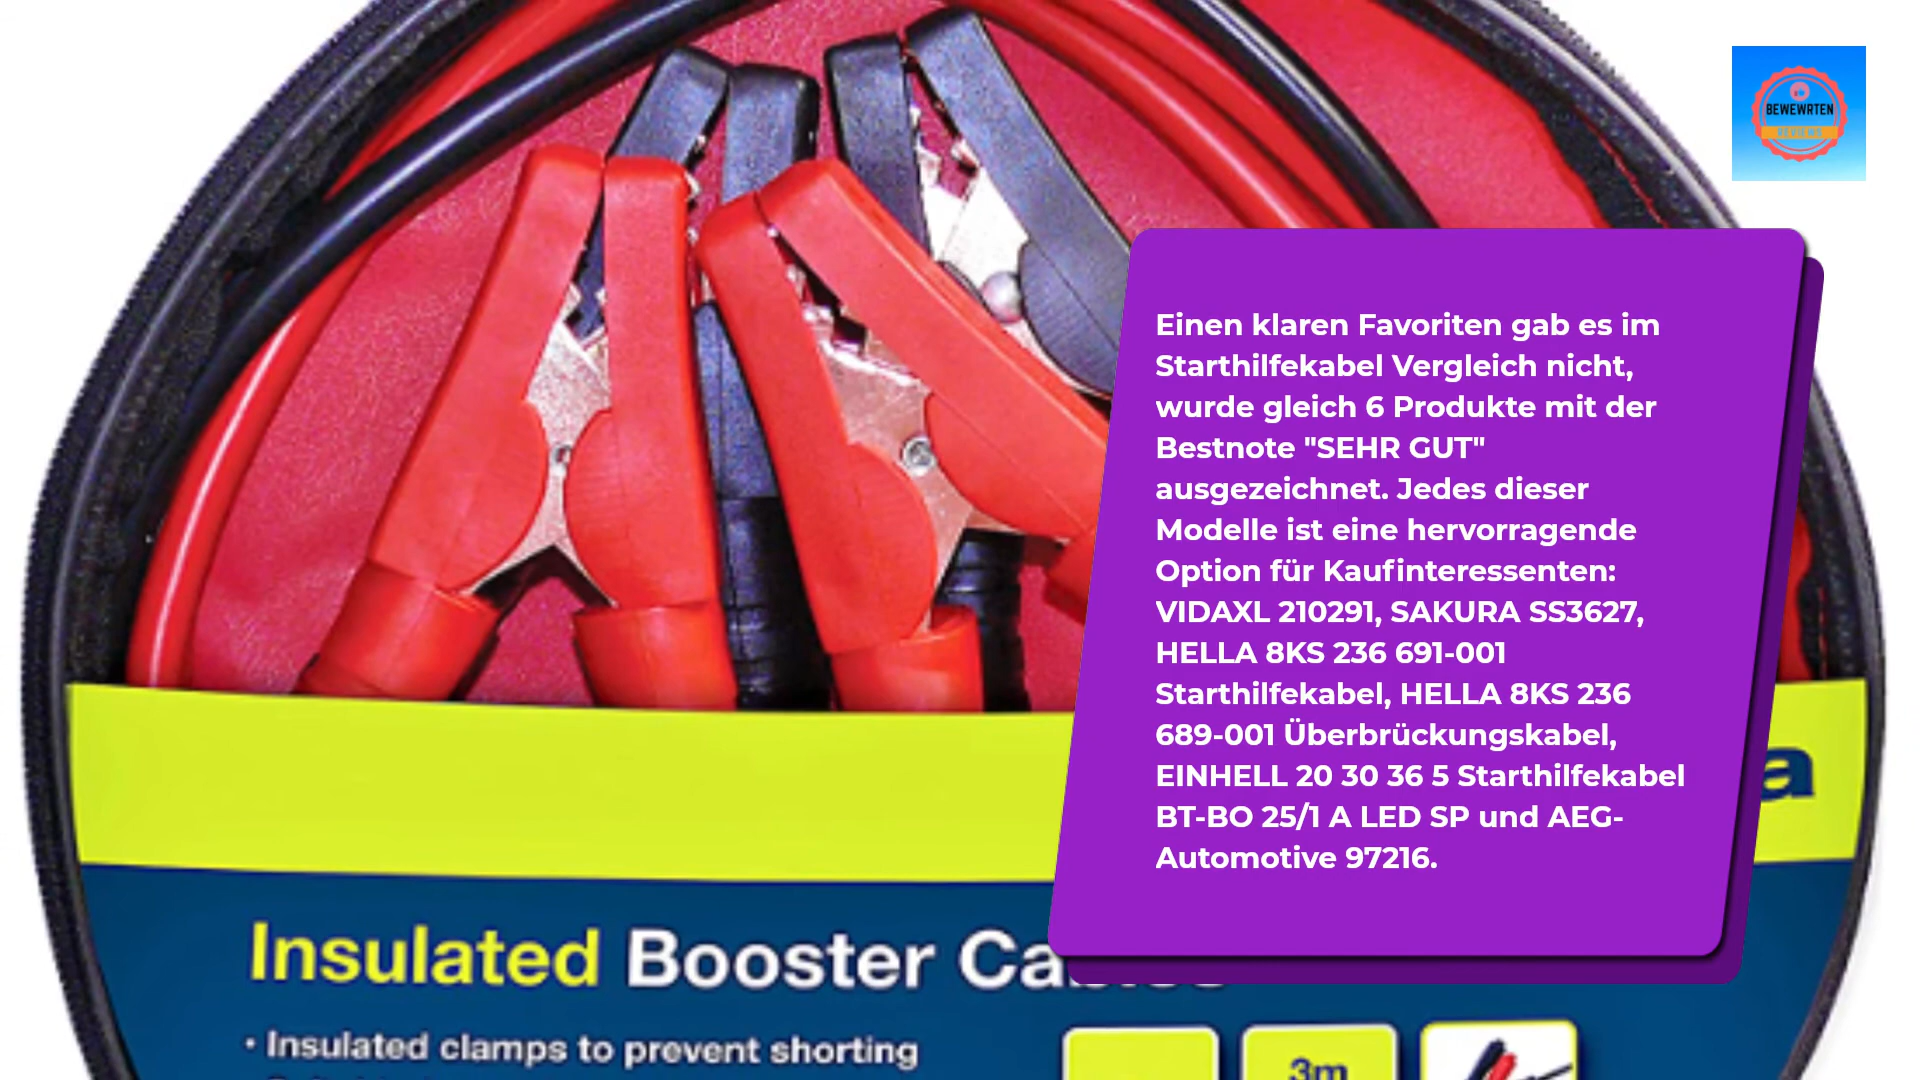 BEWEWRTEN
Einen klaren Favoriten gab es im
Starthilfekabel Vergleich nicht,
wurde gleich 6 Produkte mit der
Bestnote "SEHR GUT"
ausgezeichnet. Jedes dieser
Modelle ist eine hervorragende
Option für Kaufinteressenten:
VIDAXL 210291, SAKURA SS3627,
HELLA 8KS 236 691-001
Starthilfekabel, HELLA 8KS 236
689-001 Überbrückungskabel,
EINHELL 20 30 36 5 Starthilfekabel
BT-BO 25/1 A LED SP und AEG-
Automotive 97216.
Insulated Booster
• Insulated clamps to prevent shorting
3m